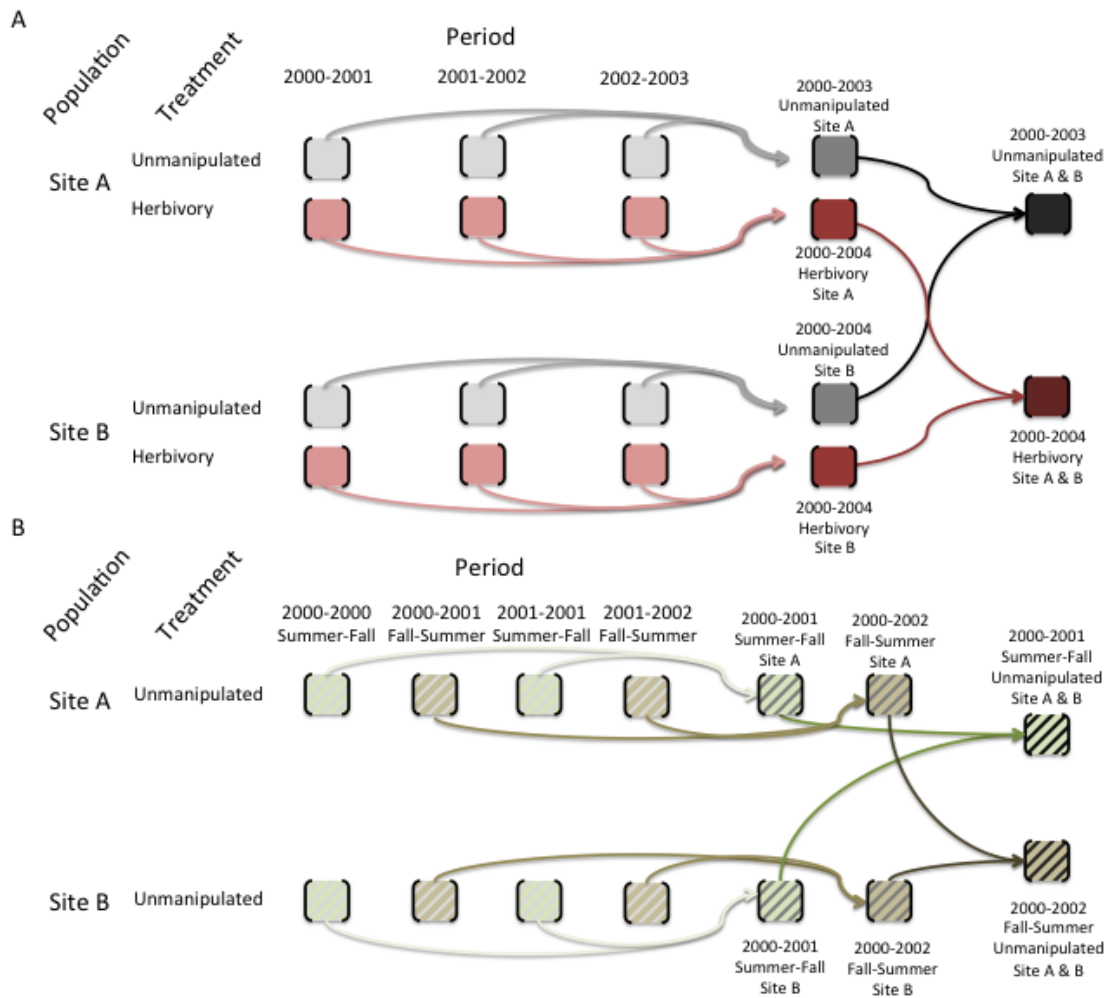 A
Population
Treatment
Period
2000-2001
2001-2002
2002-2003
Site A
Unmanipulated
Herbivory
2000-2003
Unmanipulated
Site A
2000-2003
Unmanipulated
Site A & B
2000-2004
Herbivory
Site A
Site B
Unmanipulated
Herbivory
2000-2004
Unmanipulated
Site B
2000-2004
Herbivory
Site A & B
2000-2004
Herbivory
Site B
B
Population
Treatment
Period
2000-2000
Summer-Fall
2000-2001
Fall-Summer
2001-2001
Summer-Fall
2001-2002
Fall-Summer
2000-2001
Summer-Fall
Site A
2000-2002
Fall-Summer
Site A
2000-2001
Summer-Fall
Unmanipulated
Site A & B
Site A
Unmanipulated
Site B
Unmanipulated
2000-2001
Summer-Fall
Site B
2000-2002
Fall-Summer
Site B
2000-2002
Fall-Summer
Unmanipulated
Site A & B